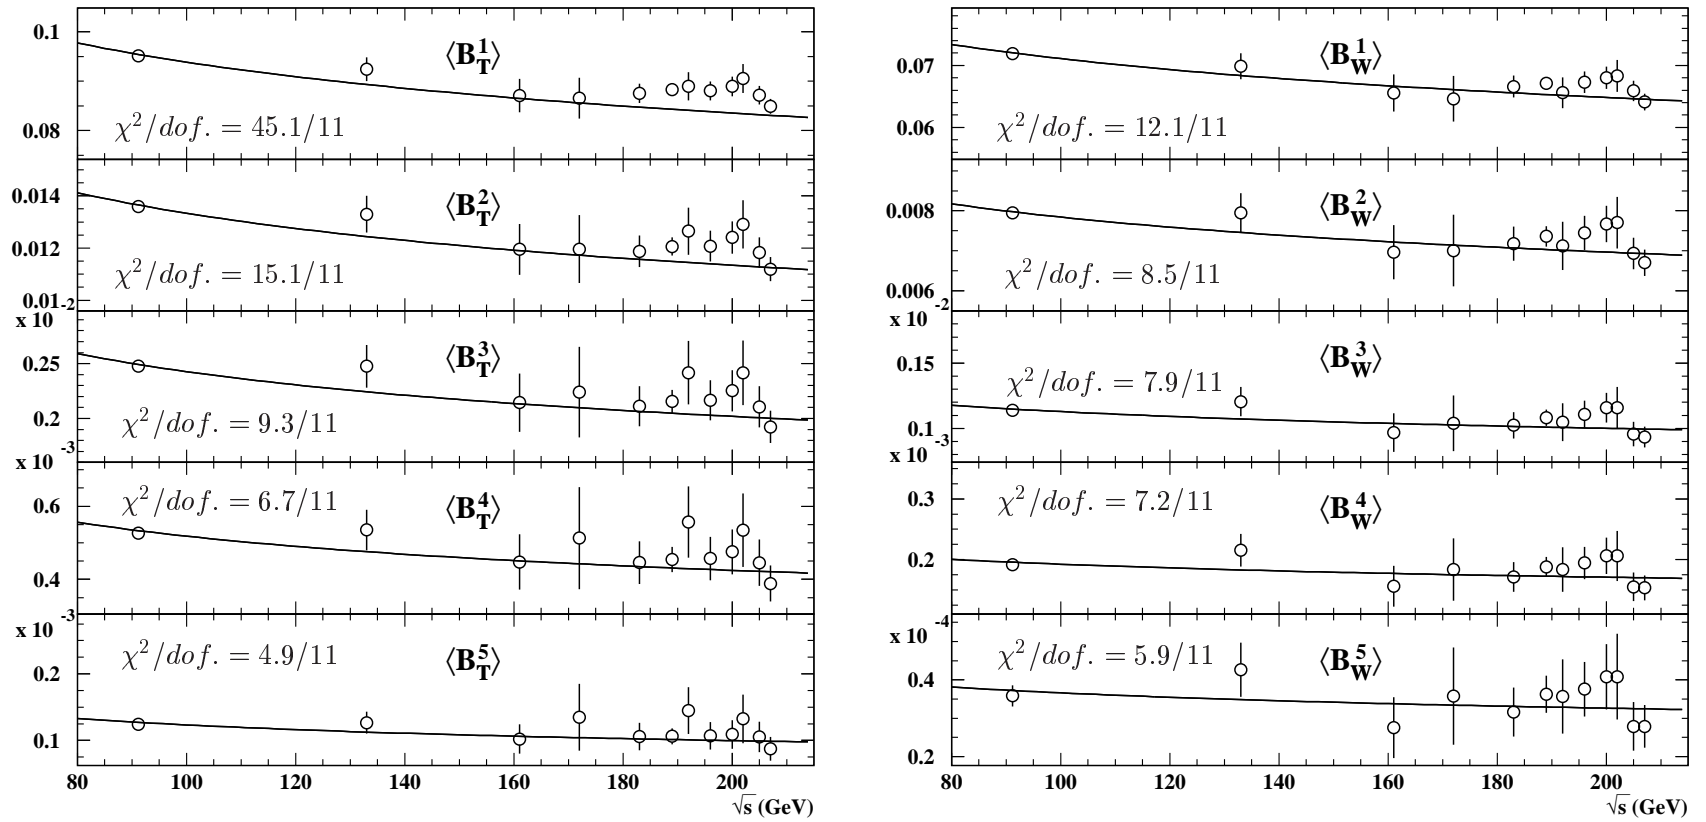 0.1
⟨B_T^1⟩
0.08
χ²/dof. = 45.1/11
0.014
⟨B_T^2⟩
0.012
χ²/dof. = 15.1/11
0.01
x 10^-2
⟨B_T^3⟩
0.25
χ²/dof. = 9.3/11
0.2
x 10^-3
χ²/dof. = 6.7/11
⟨B_T^4⟩
0.6
0.4
x 10^-3
χ²/dof. = 4.9/11
⟨B_T^5⟩
0.2
0.1
80 100 120 140 160 180 200
√s (GeV)
⟨B_W^1⟩
0.07
0.06
χ²/dof. = 12.1/11
⟨B_W^2⟩
0.008
χ²/dof. = 8.5/11
0.006
x 10^-2
⟨B_W^3⟩
0.15
χ²/dof. = 7.9/11
0.1
x 10^-3
χ²/dof. = 7.2/11
⟨B_W^4⟩
0.3
0.2
x 10^-4
χ²/dof. = 5.9/11
⟨B_W^5⟩
0.4
0.2
80 100 120 140 160 180 200
√s (GeV)